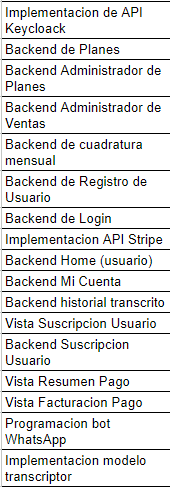 Implementacion de API
Keycloack
Backend de Planes
Backend Administrador de
Planes
Backend Administrador de
Ventas
Backend de cuadratura
mensual
Backend de Registro de
Usuario
Backend de Login
Implementacion API Stripe
Backend Home (usuario)
Backend Mi Cuenta
Backend historial transcrito
Vista Suscripcion Usuario
Backend Suscripcion
Usuario
Vista Resumen Pago
Vista Facturacion Pago
Programacion bot
WhatsApp
Implementacion modelo
transcriptor